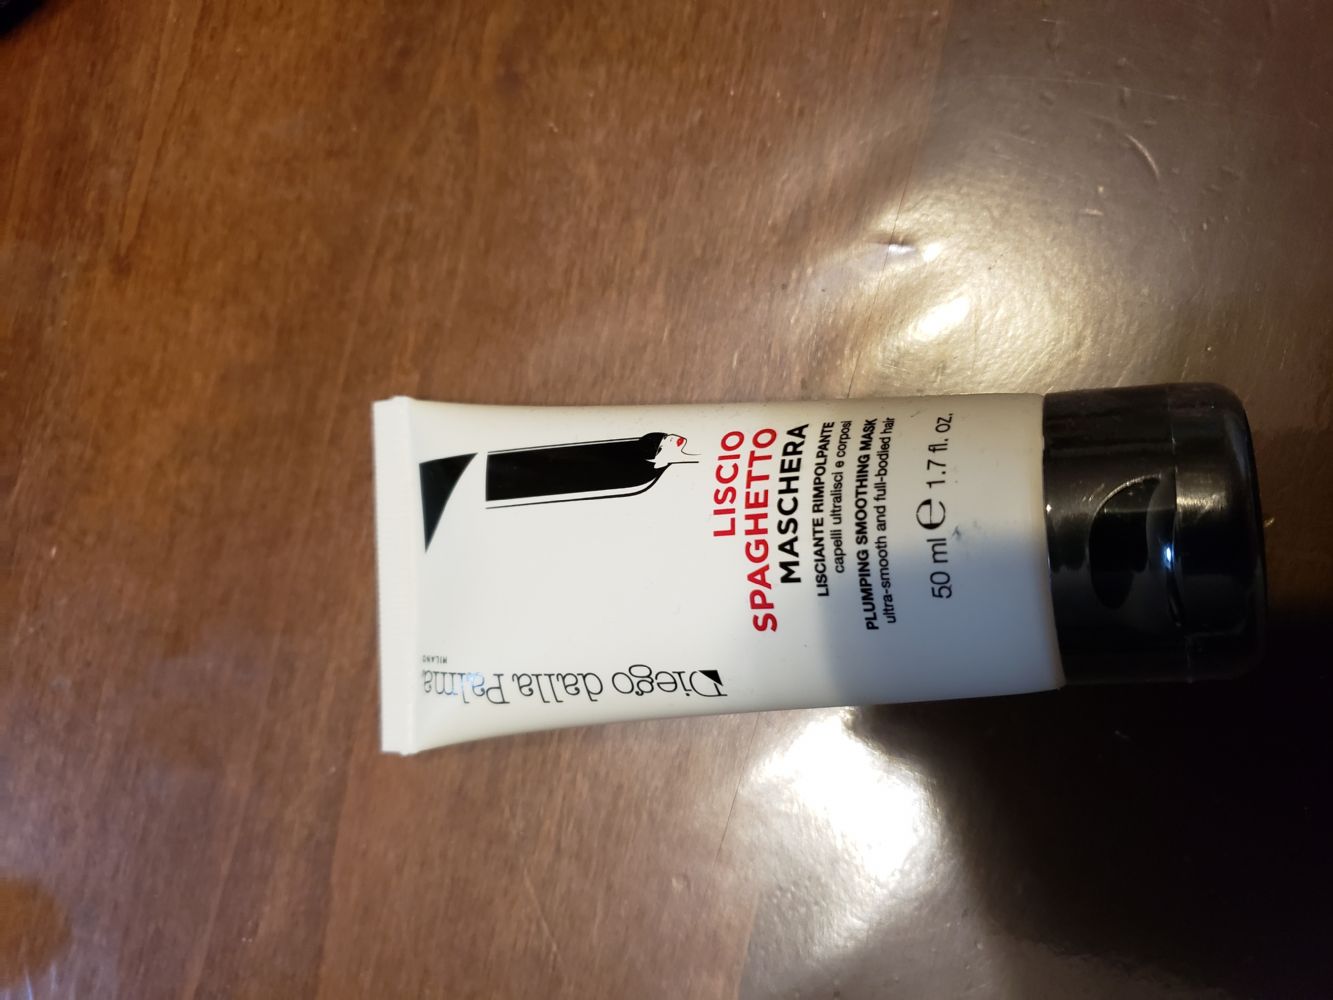 Diego dalla Palma
MILANO
LISCIO
SPAGHETTO
MASCHERA
LISCIANTE RIMPOLPANTE
capelli ultralisci e corposi
PLUMPING SMOOTHING MASK
ultra-smooth and full-bodied hair
50 ml ℮ 1.7 fl. oz.